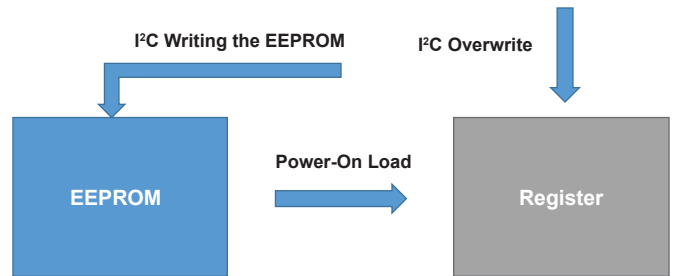 I²C Writing the EEPROM
I²C Overwrite
Power-On Load
EEPROM
Register